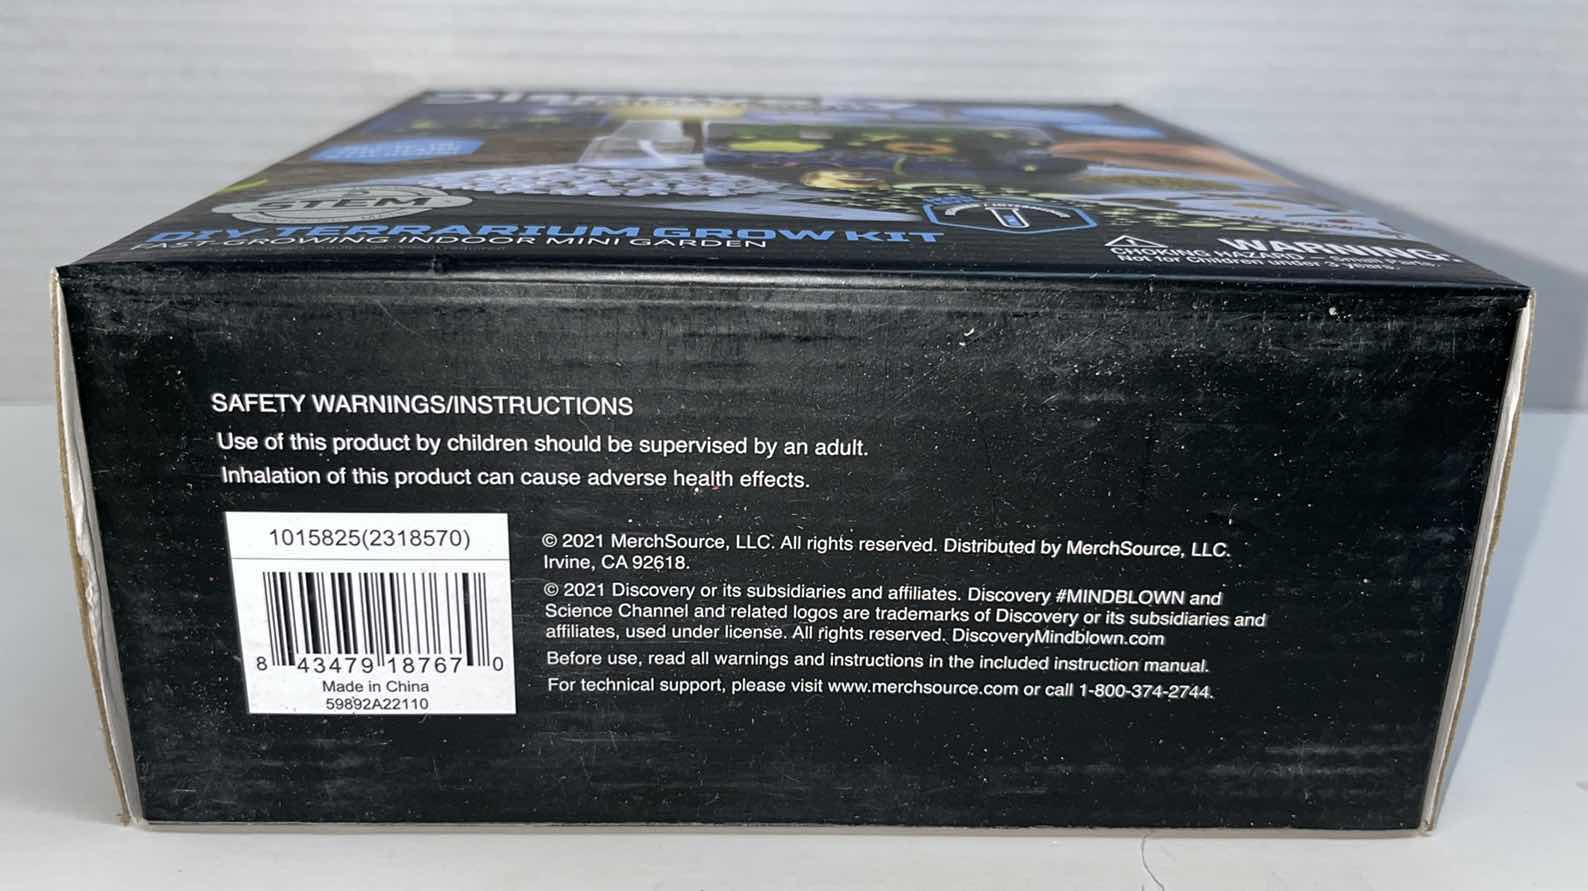 STEM
DIY TERRARIUM GROW KIT
FAST-GROWING INDOOR MINI GARDEN
WARNING:
CHOKING HAZARD - Small parts.
Not for Children under 3 years.
SAFETY WARNINGS/INSTRUCTIONS
Use of this product by children should be supervised by an adult.
Inhalation of this product can cause adverse health effects.
1015825(2318570)
8 43479 18767 0
Made in China
59892A22110
© 2021 MerchSource, LLC. All rights reserved. Distributed by MerchSource, LLC.
Irvine, CA 92618.
© 2021 Discovery or its subsidiaries and affiliates. Discovery #MINDBLOWN and
Science Channel and related logos are trademarks of Discovery or its subsidiaries and
affiliates, used under license. All rights reserved. DiscoveryMindblown.com
Before use, read all warnings and instructions in the included instruction manual.
For technical support, please visit www.merchsource.com or call 1-800-374-2744.